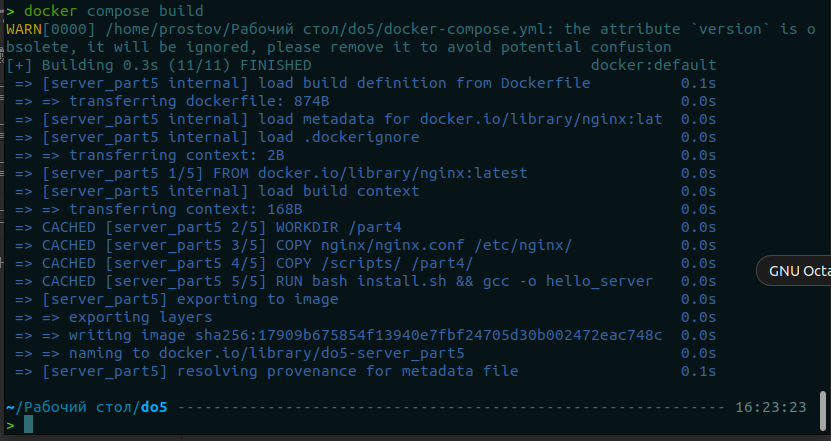 > docker compose build
WARN[0000] /home/prostov/Рабочий стол/do5/docker-compose.yml: the attribute `version` is o
bsolete, it will be ignored, please remove it to avoid potential confusion
[+] Building 0.3s (11/11) FINISHED docker:default
=> [server_part5 internal] load build definition from Dockerfile 0.1s
=> => transferring dockerfile: 874B 0.0s
=> [server_part5 internal] load metadata for docker.io/library/nginx:lat 0.0s
=> [server_part5 internal] load .dockerignore 0.0s
=> => transferring context: 2B 0.0s
=> [server_part5 1/5] FROM docker.io/library/nginx:latest 0.0s
=> [server_part5 internal] load build context 0.0s
=> => transferring context: 168B 0.0s
=> CACHED [server_part5 2/5] WORKDIR /part4 0.0s
=> CACHED [server_part5 3/5] COPY nginx/nginx.conf /etc/nginx/ 0.0s
=> CACHED [server_part5 4/5] COPY /scripts/ /part4/ 0.0s
=> CACHED [server_part5 5/5] RUN bash install.sh && gcc -o hello_server 0.0s
GNU Octa
=> [server_part5] exporting to image 0.0s
=> => exporting layers 0.0s
=> => writing image sha256:17909b675854f13940e7fbf24705d30b002472eac748c 0.0s
=> => naming to docker.io/library/do5-server_part5 0.0s
=> [server_part5] resolving provenance for metadata file 0.1s
~/Рабочий стол/do5 ------------------------------------------------------------- 16:23:23
>